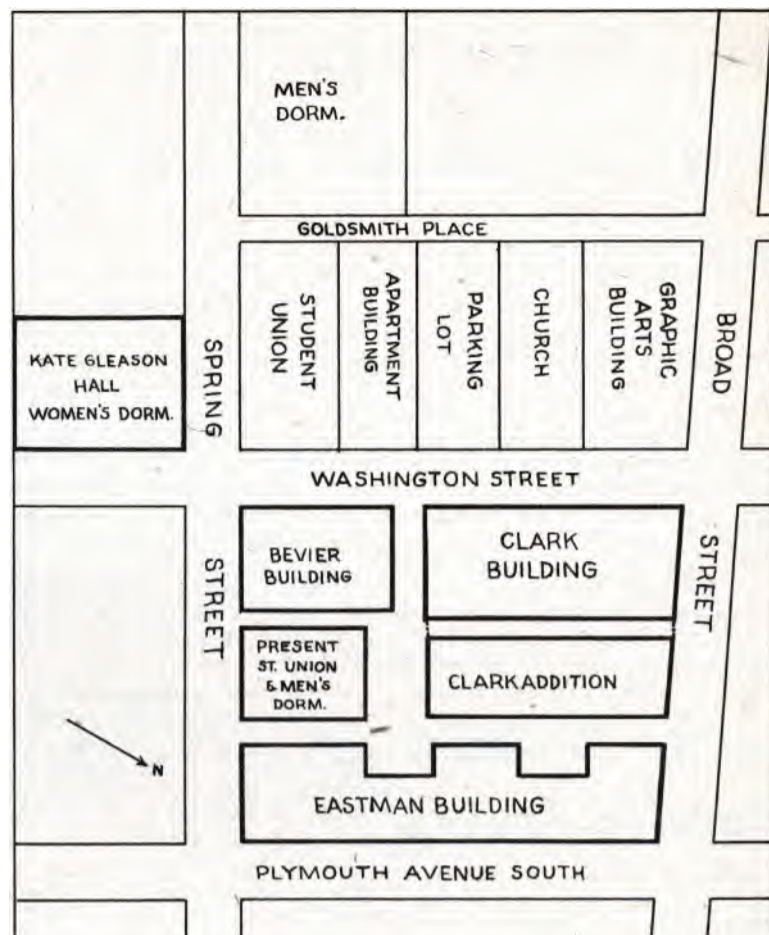 MEN'S
DORM.
GOLDSMITH PLACE
STUDENT
UNION
APARTMENT
BUILDING
PARKING
LOT
CHURCH
GRAPHIC
ARTS
BUILDING
SPRING
BROAD
KATE GLEASON
HALL
WOMEN'S DORM.
WASHINGTON STREET
BEVIER
BUILDING
CLARK
BUILDING
STREET
STREET
PRESENT
ST. UNION
& MEN'S
DORM.
CLARK ADDITION
N
EASTMAN BUILDING
PLYMOUTH AVENUE SOUTH